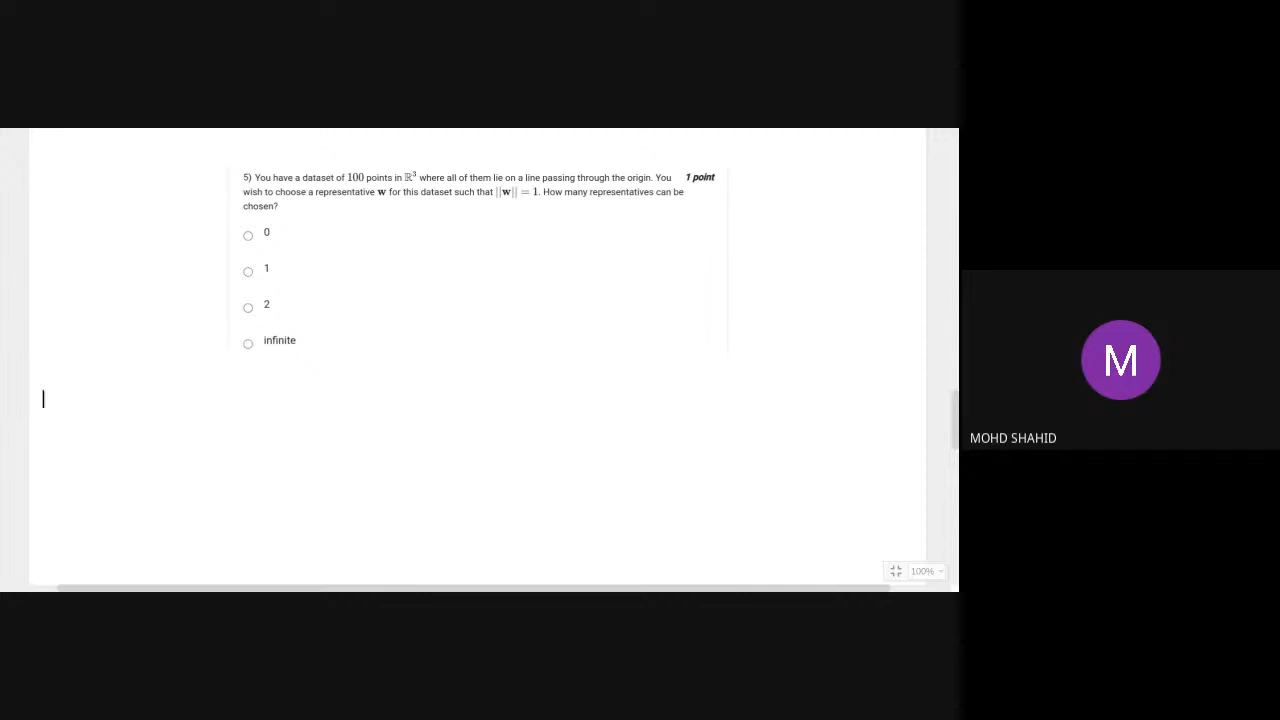 5) You have a dataset of 100 points in ℝ³ where all of them lie on a line passing through the origin. You 1 point
wish to choose a representative w for this dataset such that ||w|| = 1. How many representatives can be
chosen?
0
1
2
infinite
M
MOHD SHAHID
100%